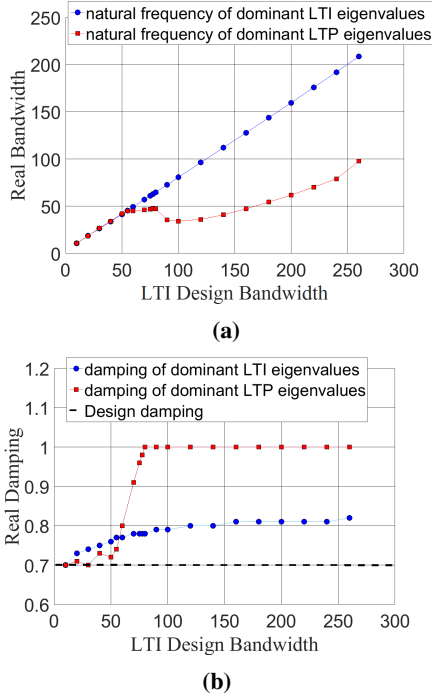 natural frequency of dominant LTI eigenvalues
natural frequency of dominant LTP eigenvalues
250
200
150
100
50
0
Real Bandwidth
0 50 100 150 200 250 300
LTI Design Bandwidth
(a)
1.2
1.1
1
0.9
0.8
0.7
0.6
Real Damping
damping of dominant LTI eigenvalues
damping of dominant LTP eigenvalues
Design damping
0 50 100 150 200 250 300
LTI Design Bandwidth
(b)